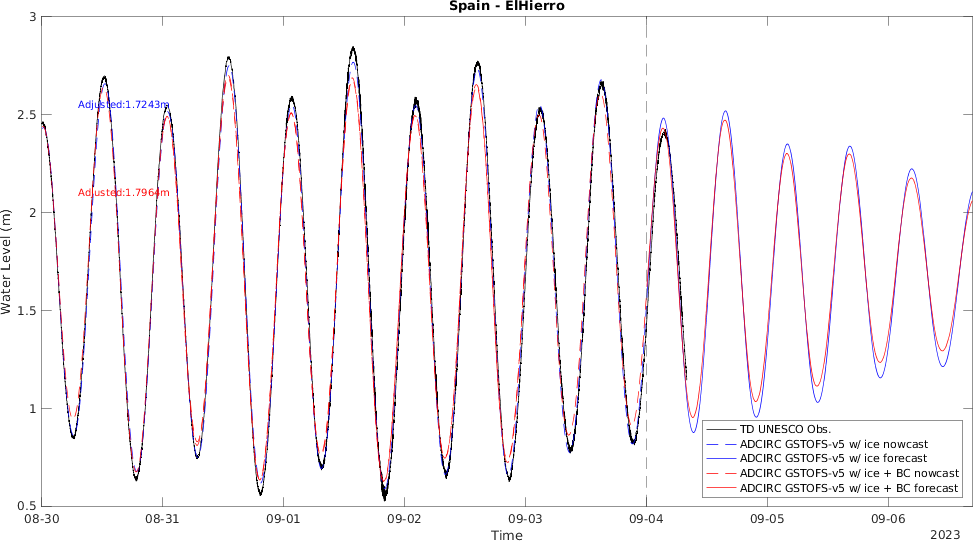 Spain - ElHierro
3
2.5
2
1.5
1
0.5
Water Level (m)
Adjusted:1.7243m
Adjusted:1.7964m
TD UNESCO Obs.
ADCIRC GSTOFS-v5 w/ ice nowcast
ADCIRC GSTOFS-v5 w/ ice forecast
ADCIRC GSTOFS-v5 w/ ice + BC nowcast
ADCIRC GSTOFS-v5 w/ ice + BC forecast
08-30 08-31 09-01 09-02 09-03 09-04 09-05 09-06
Time
2023